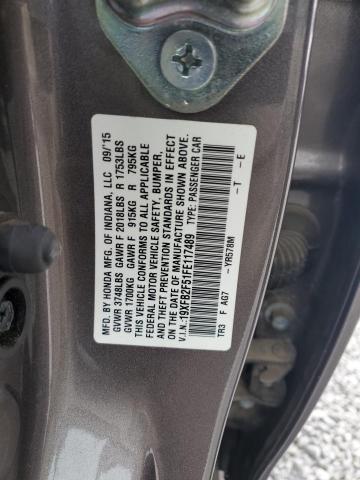 MFD. BY HONDA MFG. OF INDIANA, LLC 09/15
GVWR 3748LBS GAWR F 2018LBS R 1753LBS
GVWR 1700KG GAWR F 915KG R 795KG
THIS VEHICLE CONFORMS TO ALL APPLICABLE
FEDERAL MOTOR VEHICLE SAFETY, BUMPER,
AND THEFT PREVENTION STANDARDS IN EFFECT
ON THE DATE OF MANUFACTURE SHOWN ABOVE.
V.I.N.:19XFB2F51FE117489 TYPE: PASSENGER CAR
-YR578M -T -E
TR3 F AG7